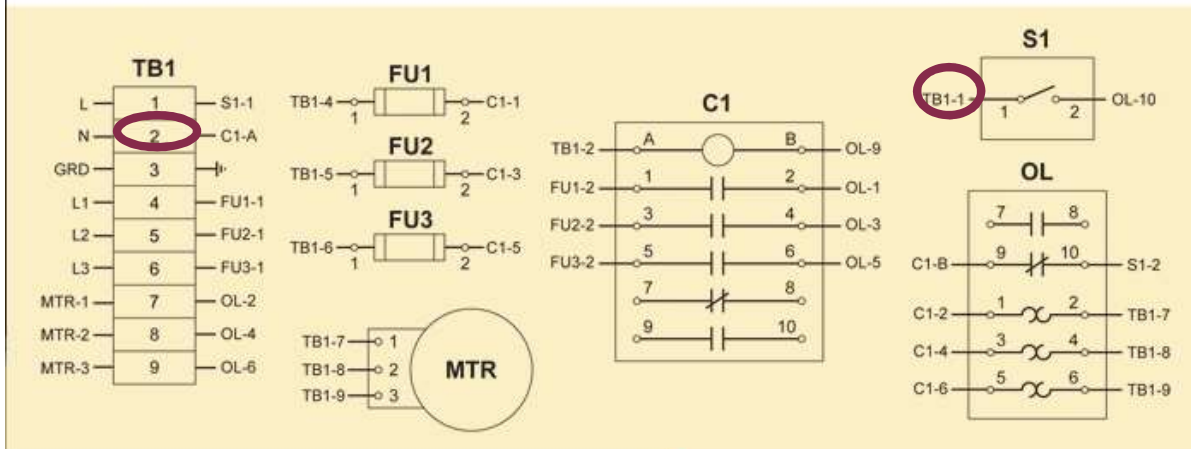 TB1
L 1 S1-1
N 2 C1-A
GRD 3
L1 4 FU1-1
L2 5 FU2-1
L3 6 FU3-1
MTR-1 7 OL-2
MTR-2 8 OL-4
MTR-3 9 OL-6
FU1
TB1-4 C1-1
1 2
FU2
TB1-5 C1-3
1 2
FU3
TB1-6 C1-5
1 2
TB1-7 1
TB1-8 2
TB1-9 3
MTR
C1
TB1-2 A B OL-9
FU1-2 1 2 OL-1
FU2-2 3 4 OL-3
FU3-2 5 6 OL-5
7 8
9 10
S1
TB1-1 OL-10
1 2
OL
7 8
C1-B 9 10 S1-2
C1-2 1 2 TB1-7
C1-4 3 4 TB1-8
C1-6 5 6 TB1-9